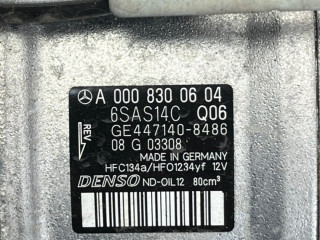 A 000 830 06 04
6SAS14C Q06
REV
GE447140-8486
08 G 03308
MADE IN GERMANY
HFC134a/HFO1234yf 12V
DENSO ND-OIL12 80cm³